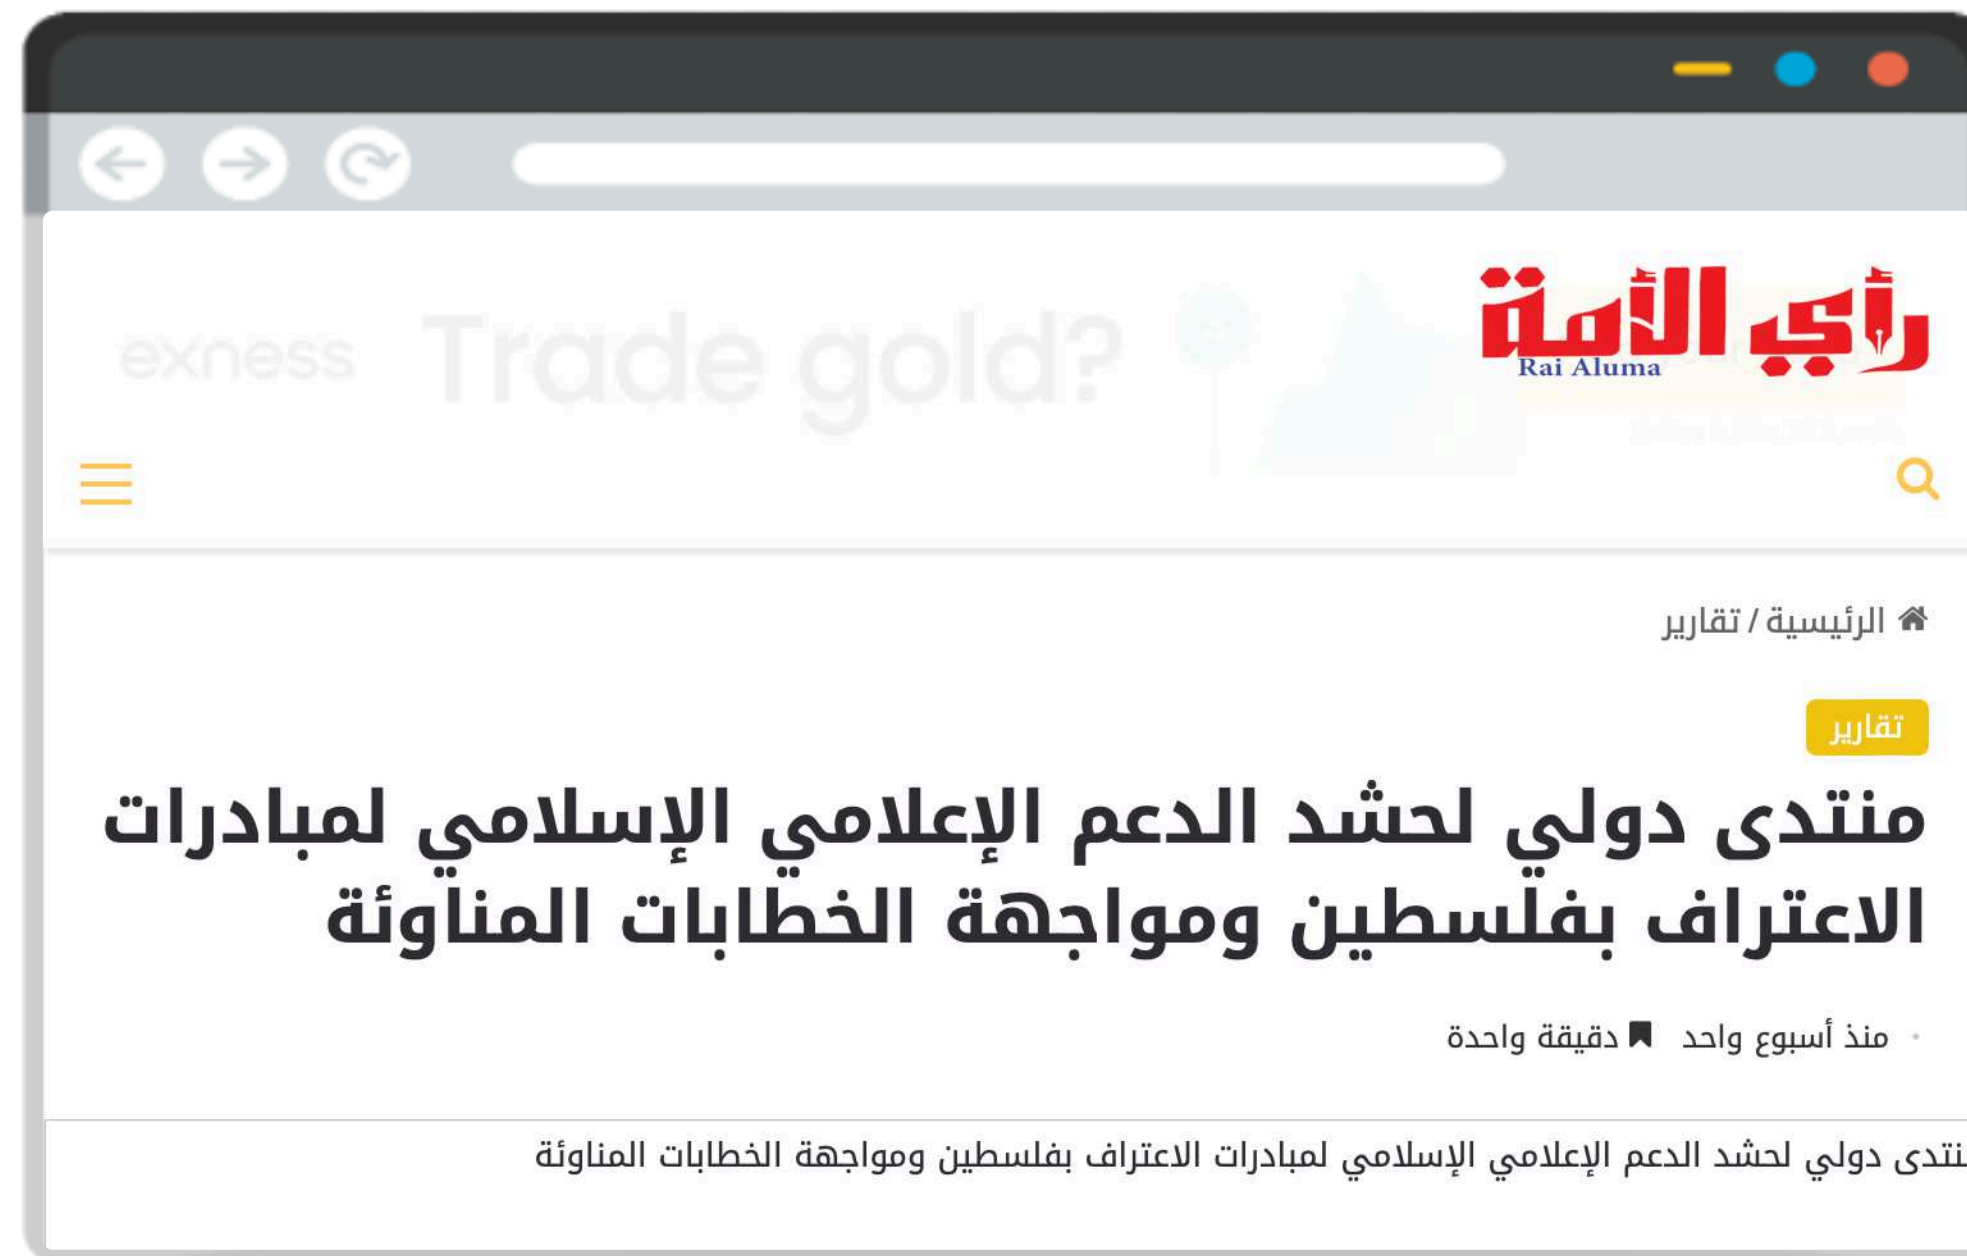 رأي الأمة
Rai Aluma
exness Trade gold?
الرئيسية / تقارير
تقارير
منتدى دولي لحشد الدعم الإعلامي الإسلامي لمبادرات
الاعتراف بفلسطين ومواجهة الخطابات المناوئة
منذ أسبوع واحد دقيقة واحدة
دولي لحشد الدعم الإعلامي الإسلامي لمبادرات الاعتراف بفلسطين ومواجهة الخطابات المناوئة